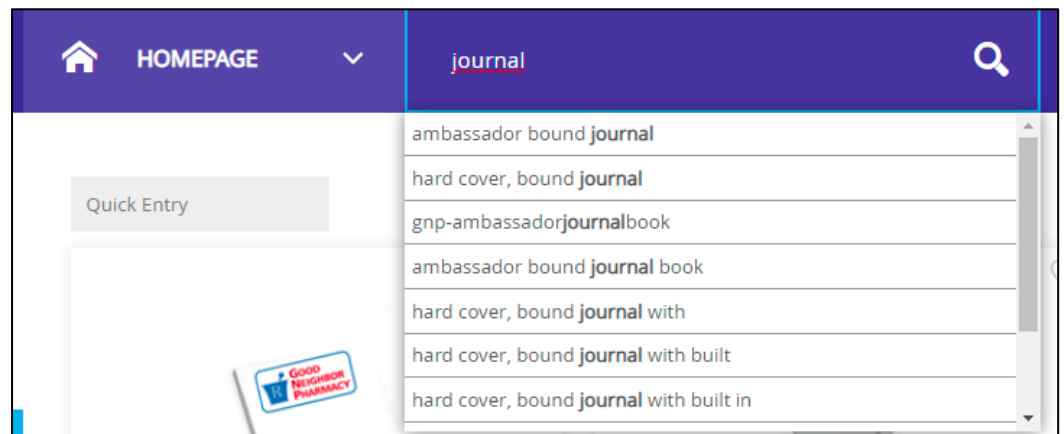 HOMEPAGE
journal
ambassador bound journal
hard cover, bound journal
Quick Entry
gnp-ambassadorjournalbook
ambassador bound journal book
hard cover, bound journal with
hard cover, bound journal with built
hard cover, bound journal with built in
GOOD
NEIGHBOR
PHARMACY
R